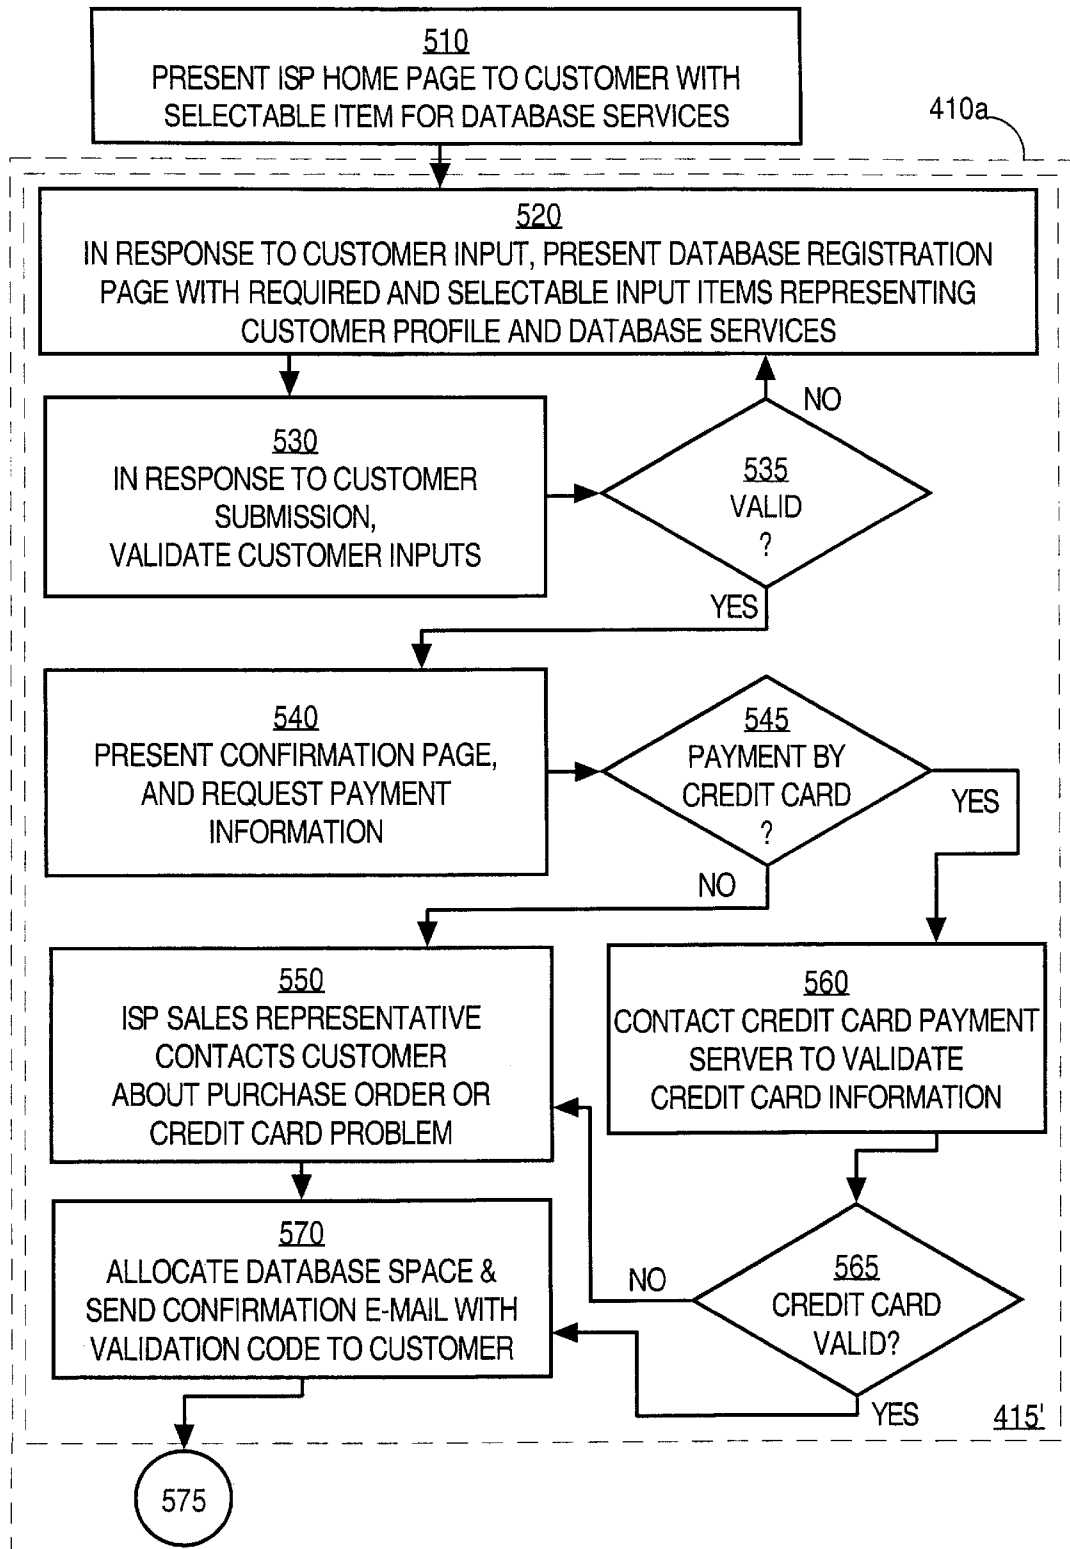 510
PRESENT ISP HOME PAGE TO CUSTOMER WITH
SELECTABLE ITEM FOR DATABASE SERVICES
410a
520
IN RESPONSE TO CUSTOMER INPUT, PRESENT DATABASE REGISTRATION
PAGE WITH REQUIRED AND SELECTABLE INPUT ITEMS REPRESENTING
CUSTOMER PROFILE AND DATABASE SERVICES
530
IN RESPONSE TO CUSTOMER
SUBMISSION,
VALIDATE CUSTOMER INPUTS
NO
535
VALID
?
YES
540
PRESENT CONFIRMATION PAGE,
AND REQUEST PAYMENT
INFORMATION
545
PAYMENT BY
CREDIT CARD
?
YES
NO
550
ISP SALES REPRESENTATIVE
CONTACTS CUSTOMER
ABOUT PURCHASE ORDER OR
CREDIT CARD PROBLEM
560
CONTACT CREDIT CARD PAYMENT
SERVER TO VALIDATE
CREDIT CARD INFORMATION
570
ALLOCATE DATABASE SPACE &
SEND CONFIRMATION E-MAIL WITH
VALIDATION CODE TO CUSTOMER
NO
565
CREDIT CARD
VALID?
YES
415'
575